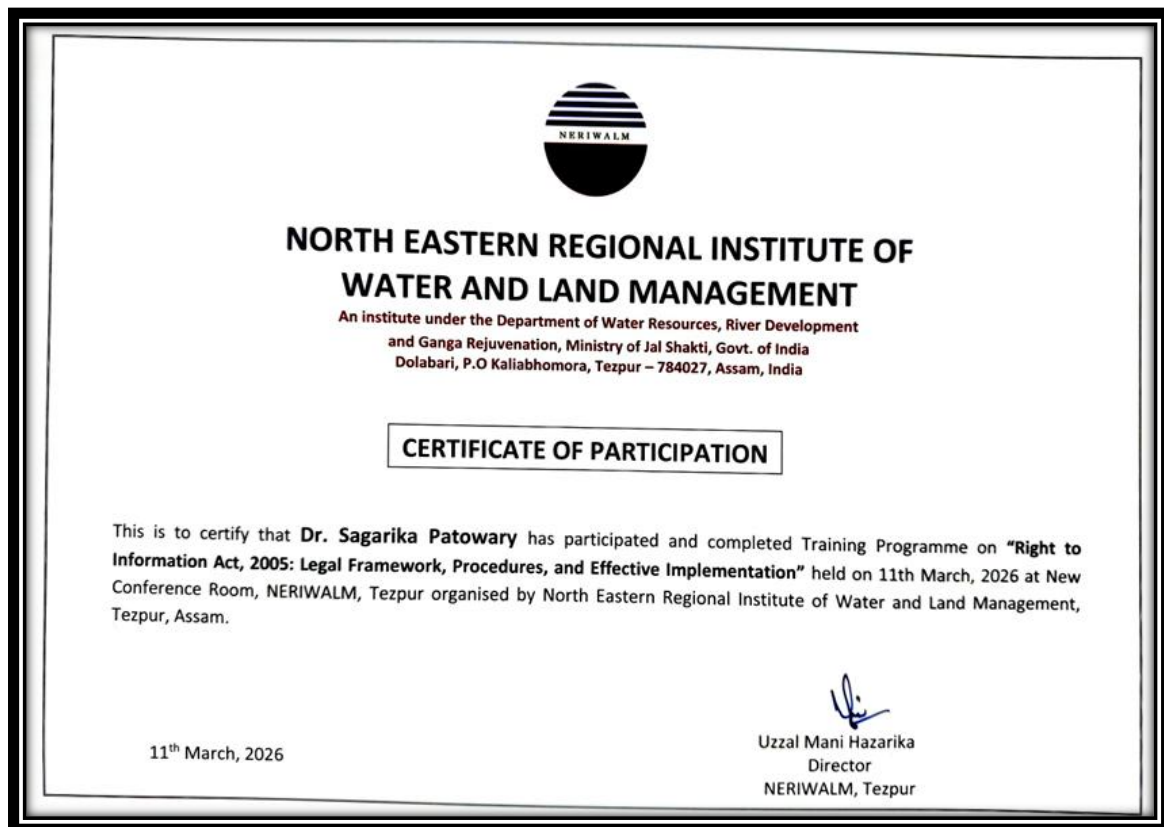 NERIWALM
NORTH EASTERN REGIONAL INSTITUTE OF
WATER AND LAND MANAGEMENT
An institute under the Department of Water Resources, River Development
and Ganga Rejuvenation, Ministry of Jal Shakti, Govt. of India
Dolabari, P.O Kaliabhomora, Tezpur – 784027, Assam, India
CERTIFICATE OF PARTICIPATION
This is to certify that Dr. Sagarika Patowary has participated and completed Training Programme on “Right to
Information Act, 2005: Legal Framework, Procedures, and Effective Implementation” held on 11th March, 2026 at New
Conference Room, NERIWALM, Tezpur organised by North Eastern Regional Institute of Water and Land Management,
Tezpur, Assam.
11th March, 2026
Uzzal Mani Hazarika
Director
NERIWALM, Tezpur